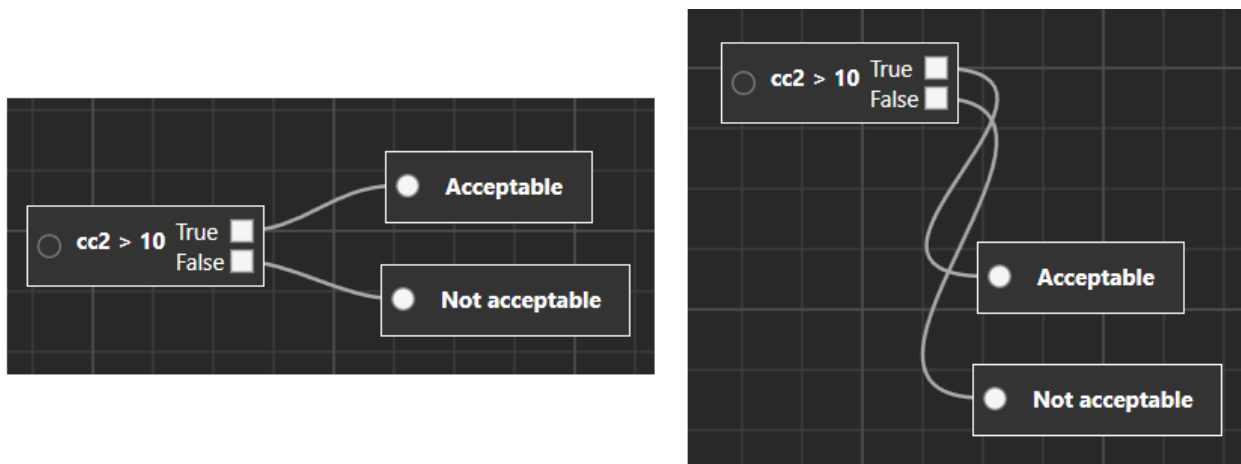 cc2 > 10 True
False
Acceptable
Not acceptable
cc2 > 10 True
False
Acceptable
Not acceptable